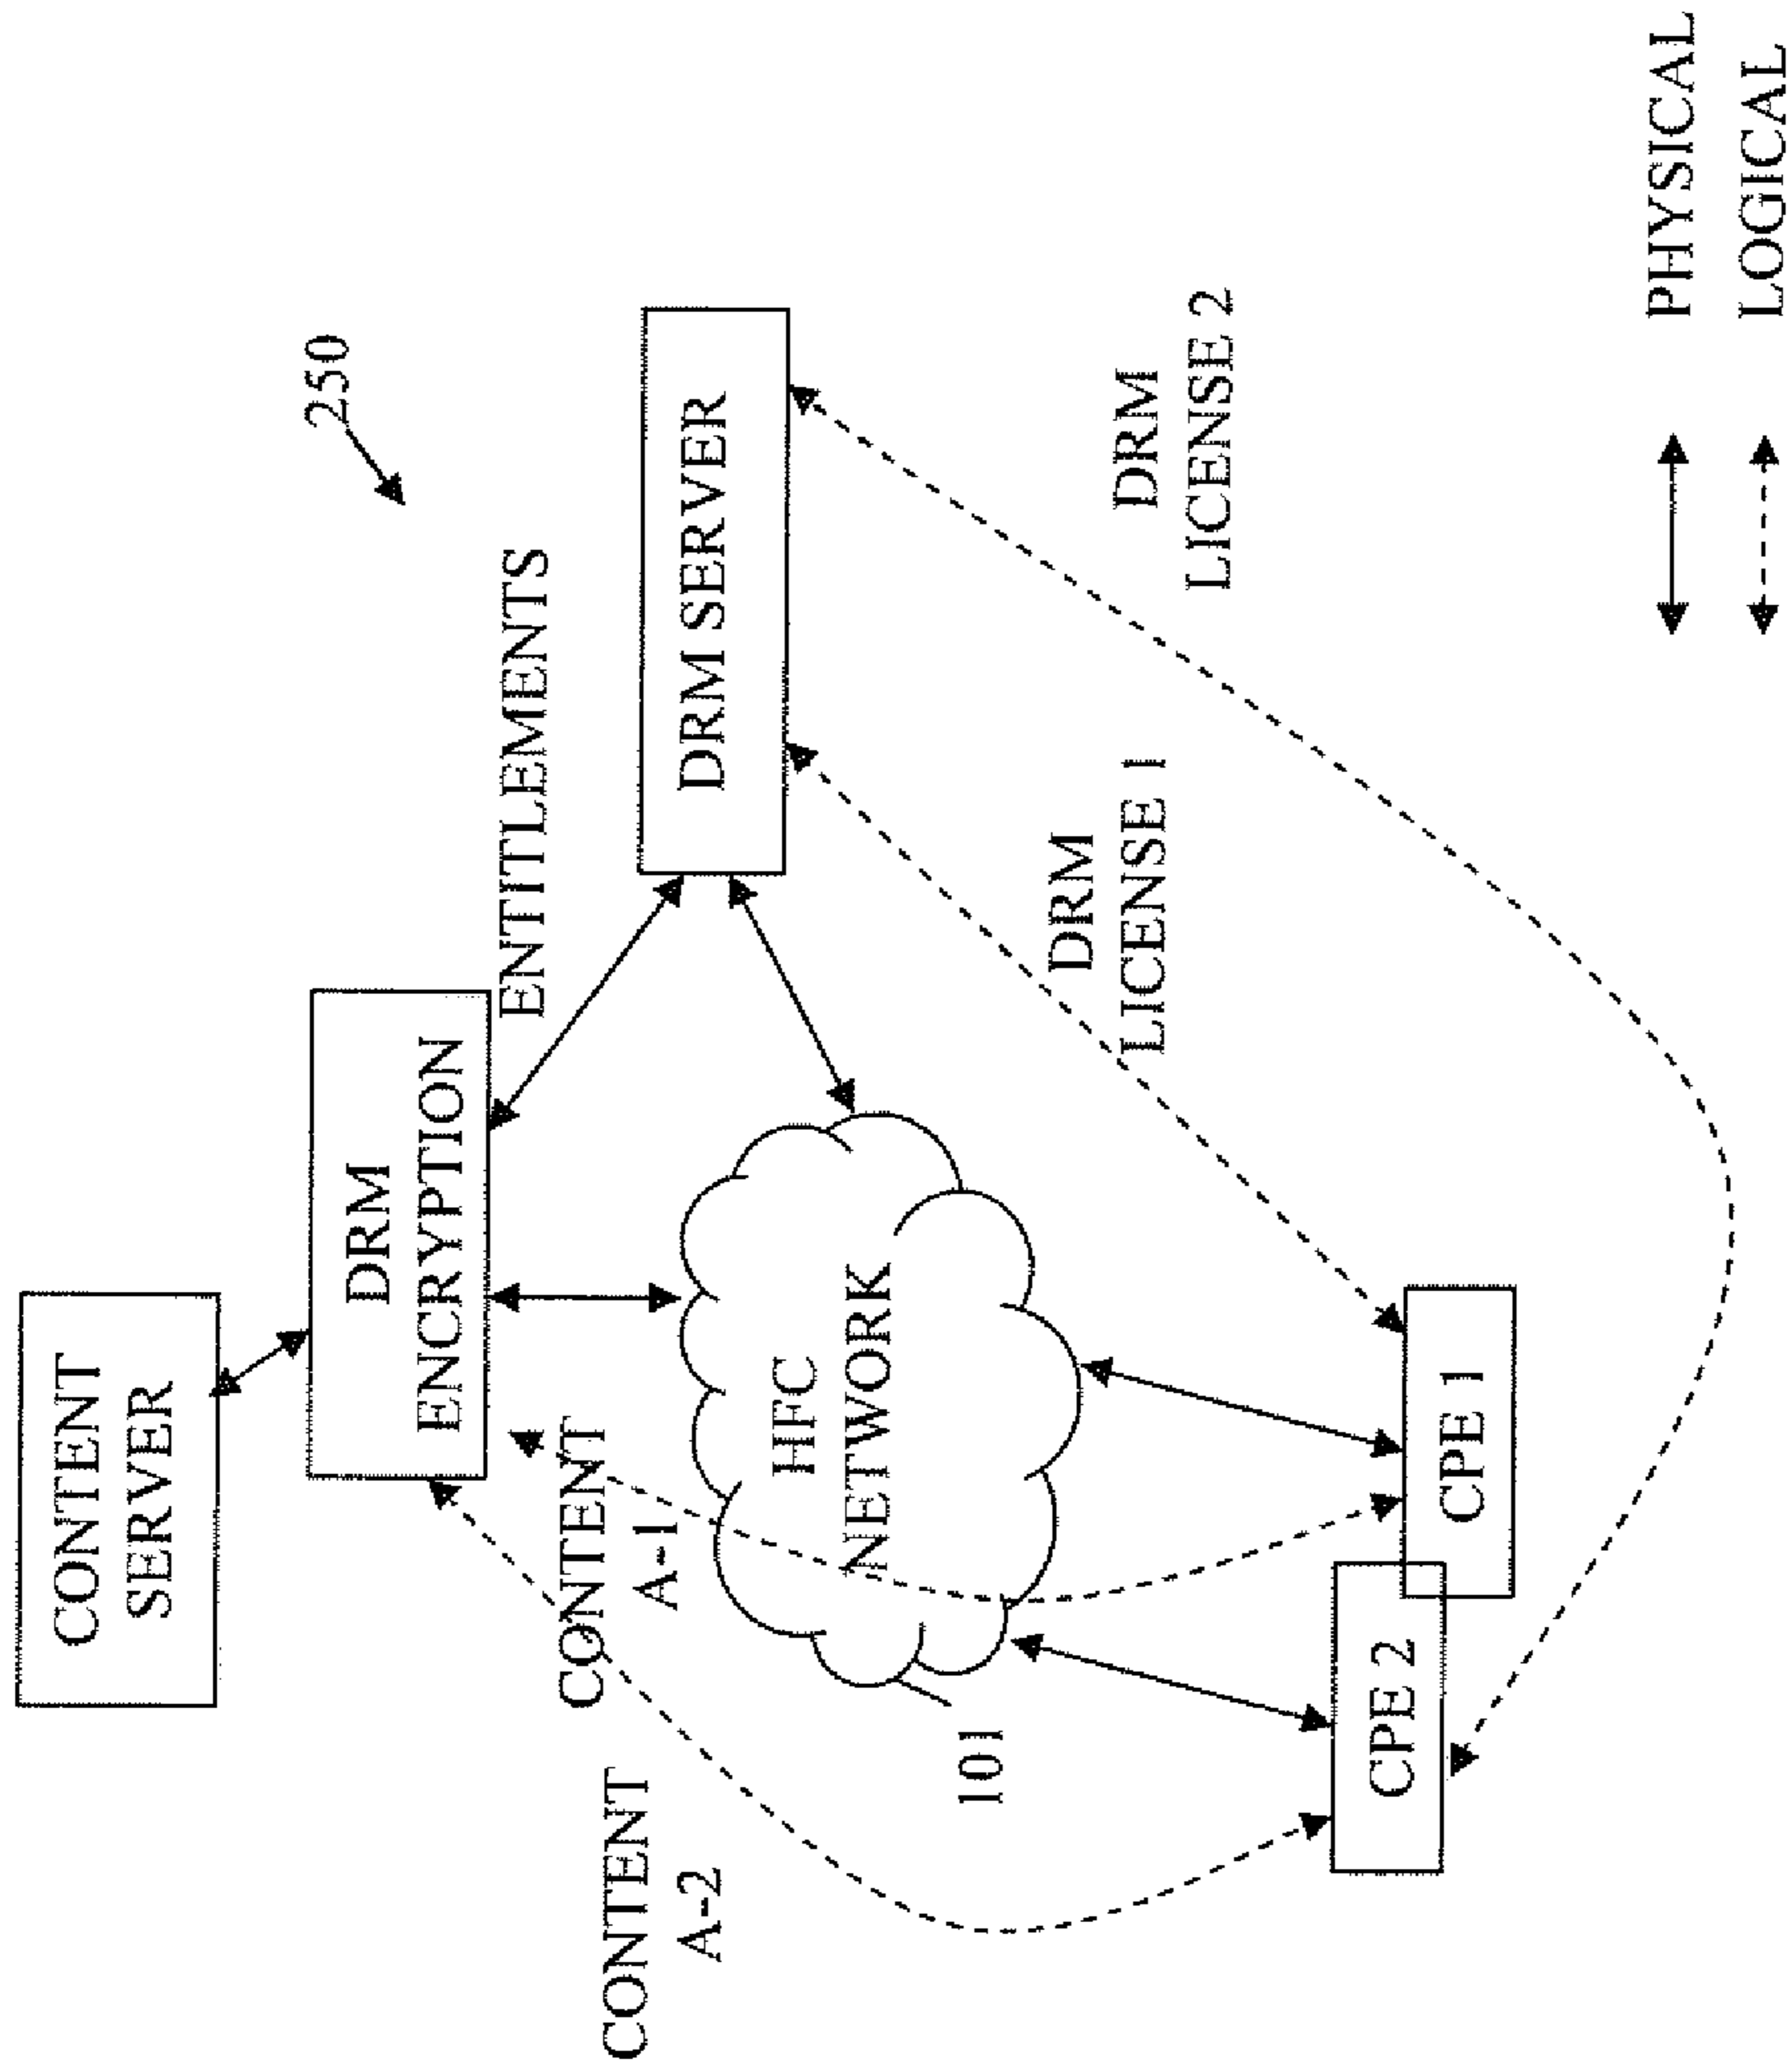 250
CONTENT
SERVER
DRM
ENCRYPTION
ENTITLEMENTS
DRM SERVER
CONTENT
A-1
CONTENT
A-2
HFC
NETWORK
101
DRM
LICENSE 1
DRM
LICENSE 2
CPE 2
CPE 1
PHYSICAL
LOGICAL